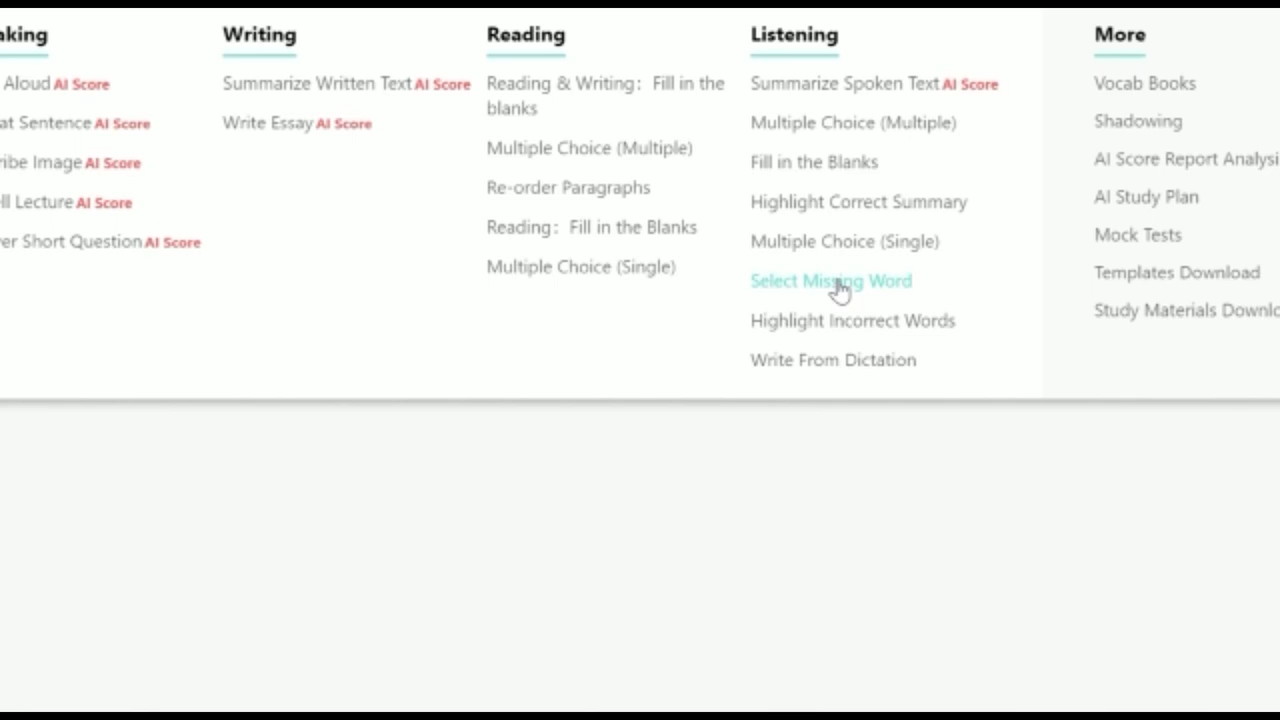 aking
Aloud AI Score
at Sentence AI Score
ribe Image AI Score
ll Lecture AI Score
er Short Question AI Score
Writing
Summarize Written Text AI Score
Write Essay AI Score
Reading
Reading & Writing：Fill in the
blanks
Multiple Choice (Multiple)
Re-order Paragraphs
Reading：Fill in the Blanks
Multiple Choice (Single)
Listening
Summarize Spoken Text AI Score
Multiple Choice (Multiple)
Fill in the Blanks
Highlight Correct Summary
Multiple Choice (Single)
Select Missing Word
Highlight Incorrect Words
Write From Dictation
More
Vocab Books
Shadowing
AI Score Report Analysi
AI Study Plan
Mock Tests
Templates Download
Study Materials Downlo